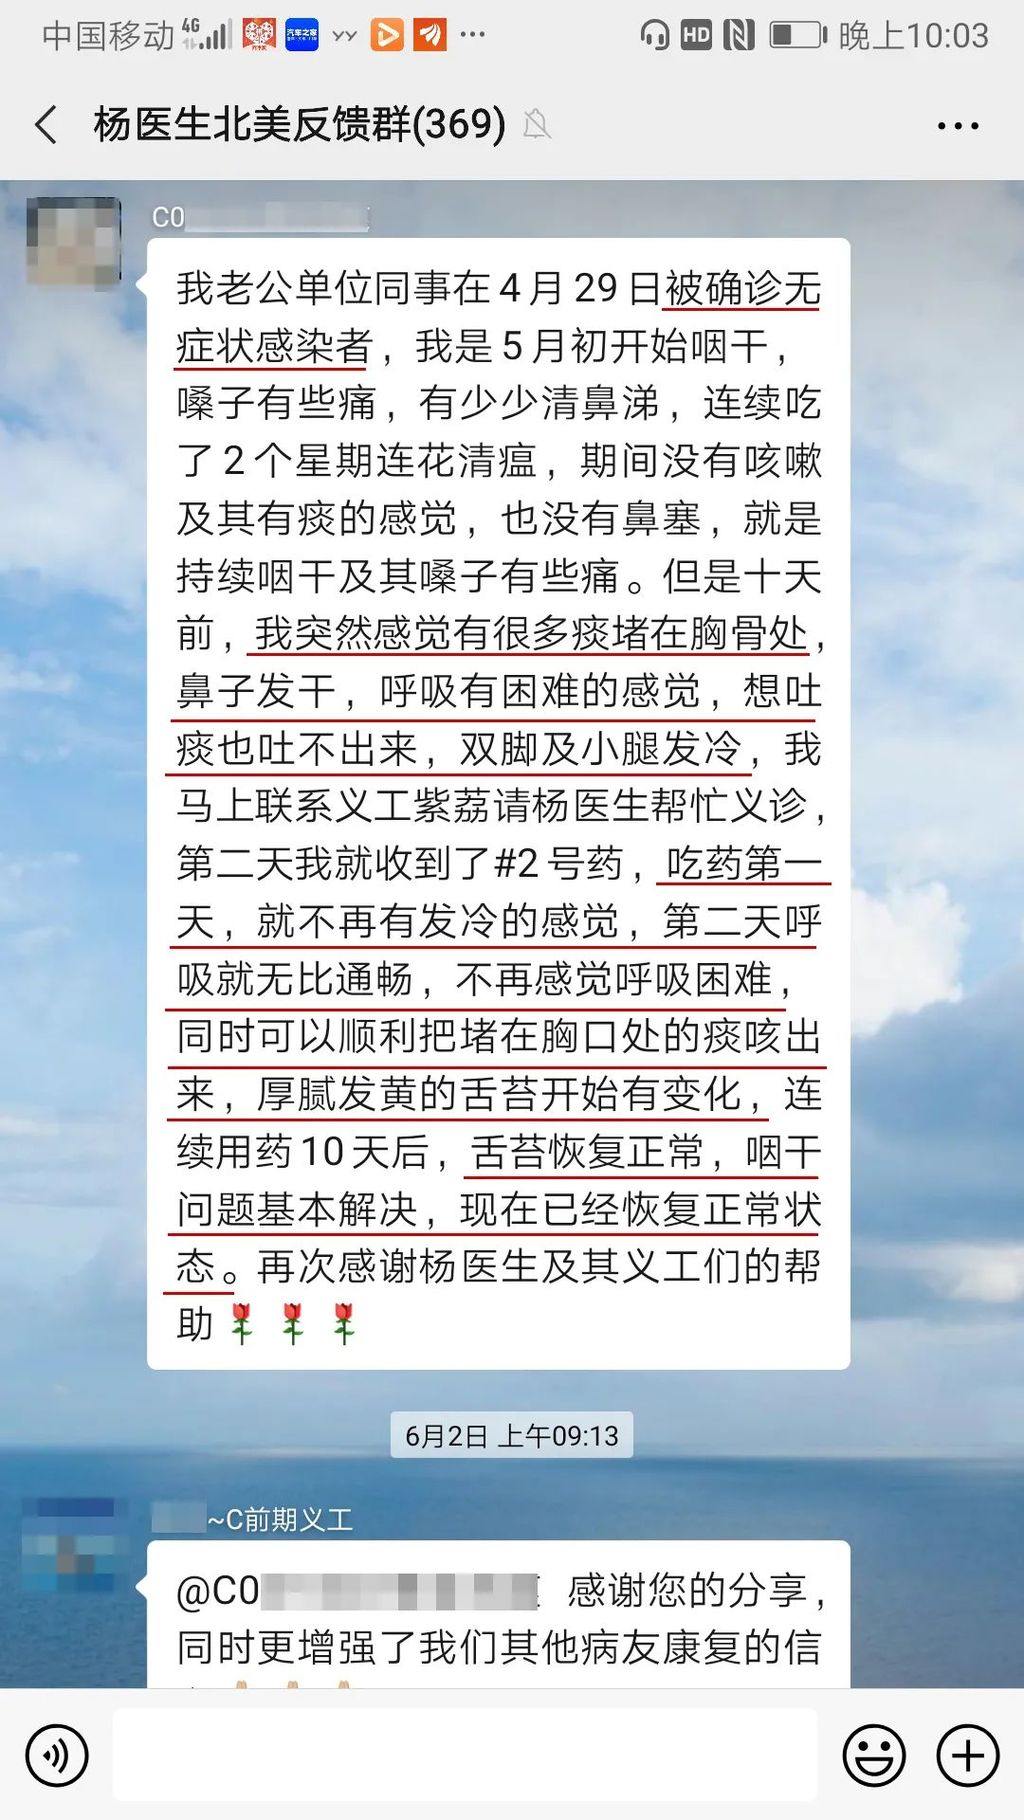 中国移动 4G 汽车之家 HD 晚上10:03
杨医生北美反馈群(369)
C0
我老公单位同事在4月29日被确诊无
症状感染者，我是5月初开始咽干，
嗓子有些痛，有少少清鼻涕，连续吃
了2个星期连花清瘟，期间没有咳嗽
及其有痰的感觉，也没有鼻塞，就是
持续咽干及其嗓子有些痛。但是十天
前，我突然感觉有很多痰堵在胸骨处，
鼻子发干，呼吸有困难的感觉，想吐
痰也吐不出来，双脚及小腿发冷，我
马上联系义工紫荔请杨医生帮忙义诊，
第二天我就收到了#2号药，吃药第一
天，就不再有发冷的感觉，第二天呼
吸就无比通畅，不再感觉呼吸困难，
同时可以顺利把堵在胸口处的痰咳出
来，厚腻发黄的舌苔开始有变化，连
续用药10天后，舌苔恢复正常，咽干
问题基本解决，现在已经恢复正常状
态。再次感谢杨医生及其义工们的帮
助🌹🌹🌹
6月2日 上午09:13
~C前期义工
@C0 感谢您的分享，
同时更增强了我们其他病友康复的信